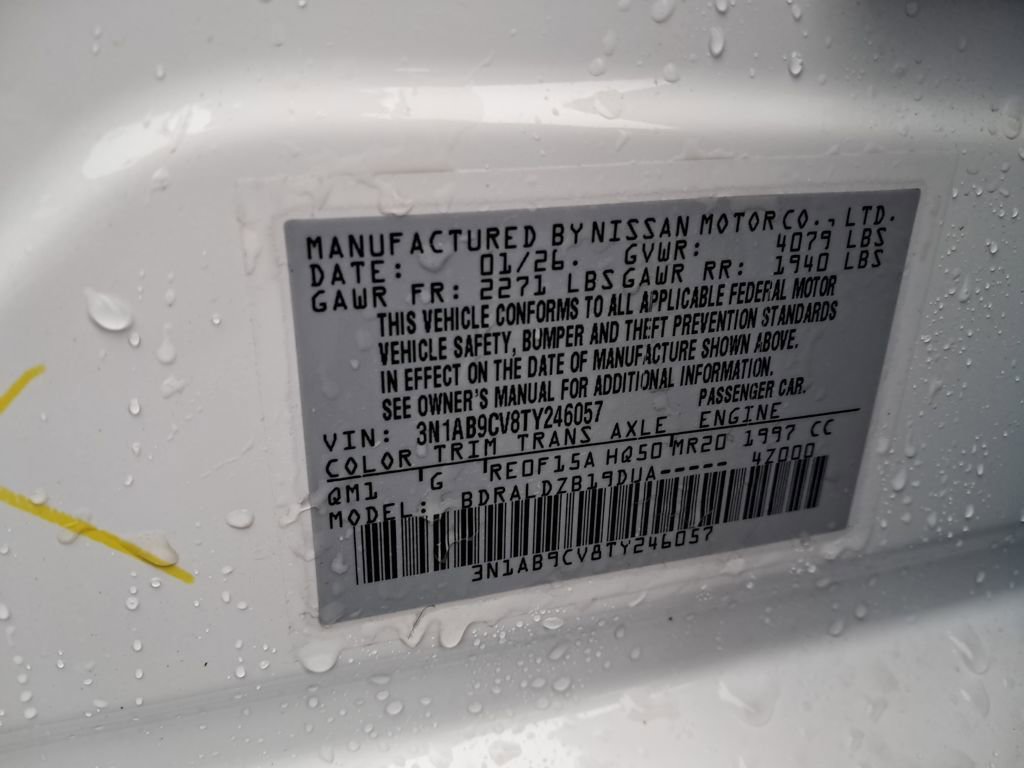 MANUFACTURED BY NISSAN MOTOR CO., LTD.
DATE: 01/26. GVWR: 4079 LBS
GAWR FR: 2271 LBS GAWR RR: 1940 LBS
THIS VEHICLE CONFORMS TO ALL APPLICABLE FEDERAL MOTOR
VEHICLE SAFETY, BUMPER AND THEFT PREVENTION STANDARDS
IN EFFECT ON THE DATE OF MANUFACTURE SHOWN ABOVE.
SEE OWNER'S MANUAL FOR ADDITIONAL INFORMATION.
VIN: 3N1AB9CV8TY246057 PASSENGER CAR.
COLOR TRIM TRANS AXLE ENGINE
QM1 G RE0F15A HQ50 MR20 1997 CC
MODEL: BDRALDZB19DUA----- 4Z000
3N1AB9CV8TY246057